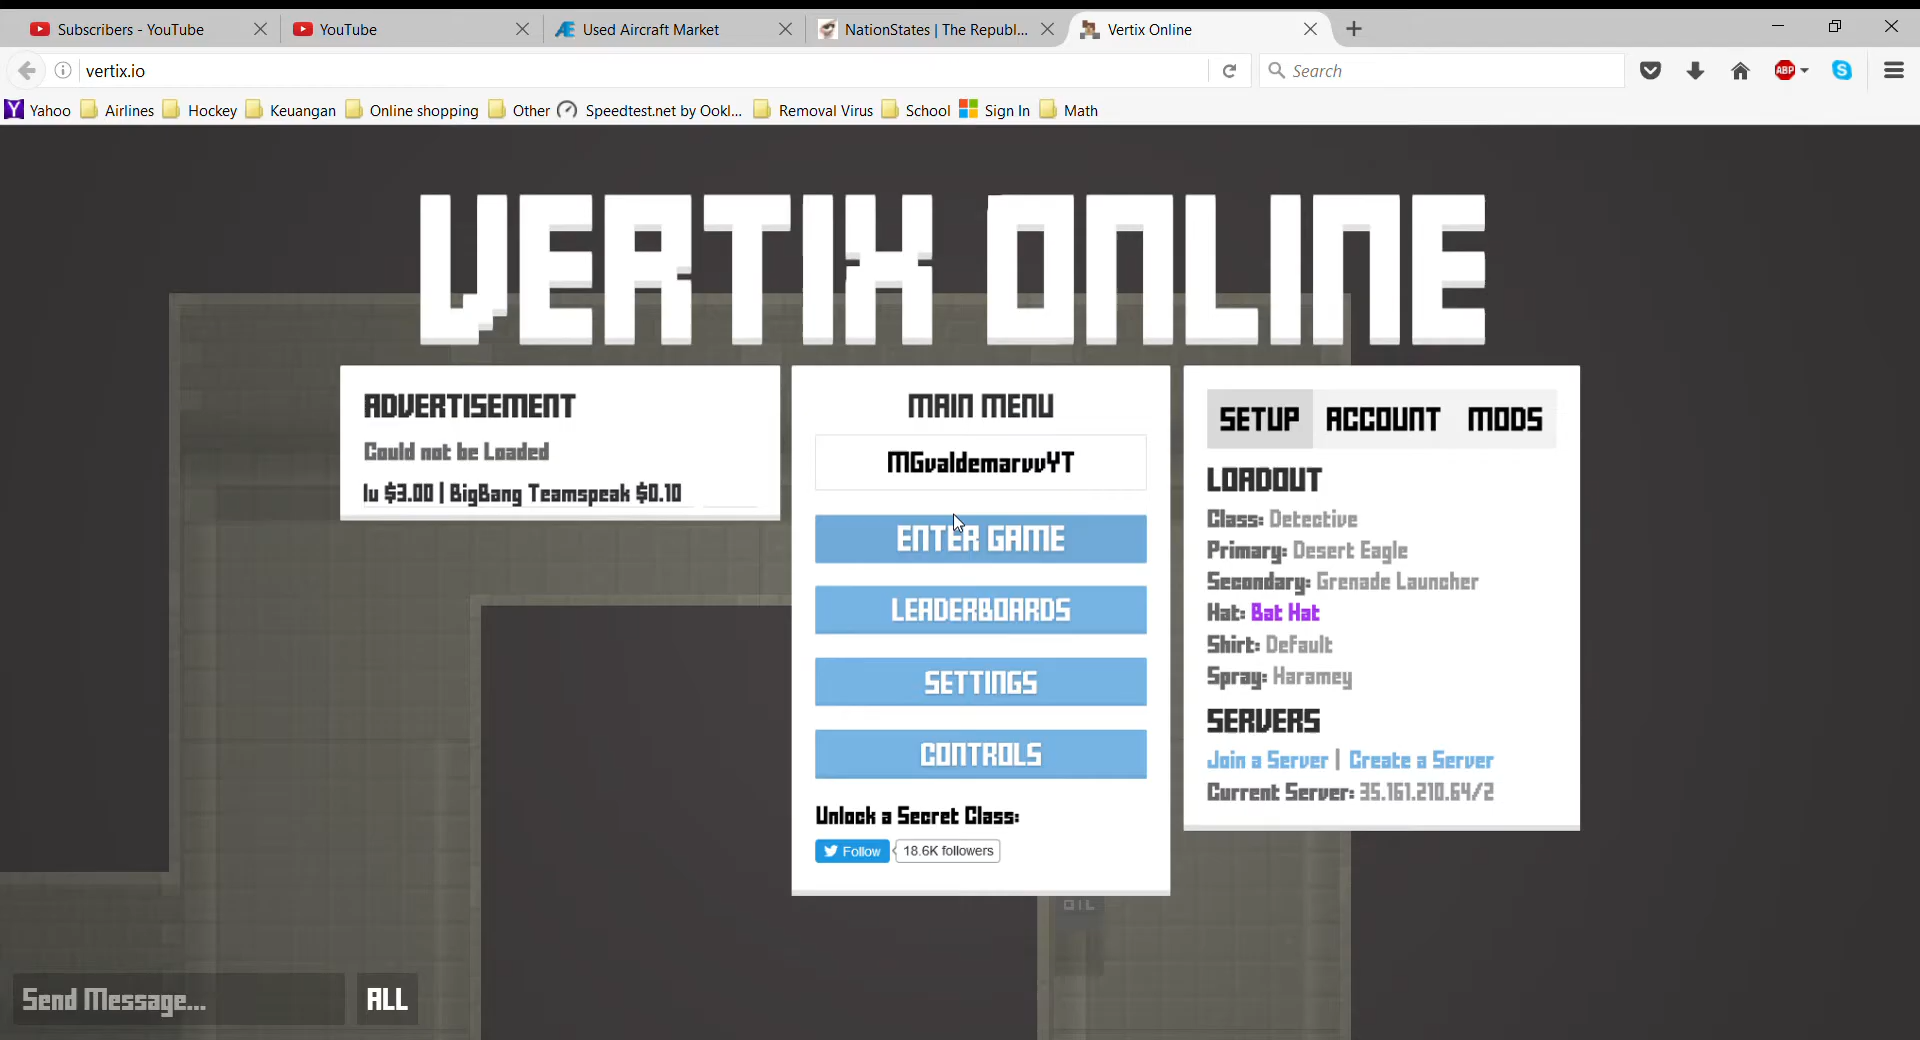 Subscribers - YouTube
YouTube
Used Aircraft Market
NationStates | The Republ...
Vertix Online
vertix.io
Search
ABP
Yahoo
Airlines
Hockey
Keuangan
Online shopping
Other
Speedtest.net by Ookl...
Removal Virus
School
Sign In
Math
VERTIX ONLINE
ADVERTISEMENT
Could not be Loaded
lu $3.00 | BigBang Teamspeak $0.10
MAIN MENU
MGvaldemarvvYT
ENTER GAME
LEADERBOARDS
SETTINGS
CONTROLS
Unlock a Secret Class:
Follow
18.6K followers
SETUP
ACCOUNT
MODS
LOADOUT
Class: Detective
Primary: Desert Eagle
Secondary: Grenade Launcher
Hat: Bat Hat
Shirt: Default
Spray: Haramey
SERVERS
Join a Server | Create a Server
Current Server: 35.161.210.64/2
OIL
Send Message...
ALL